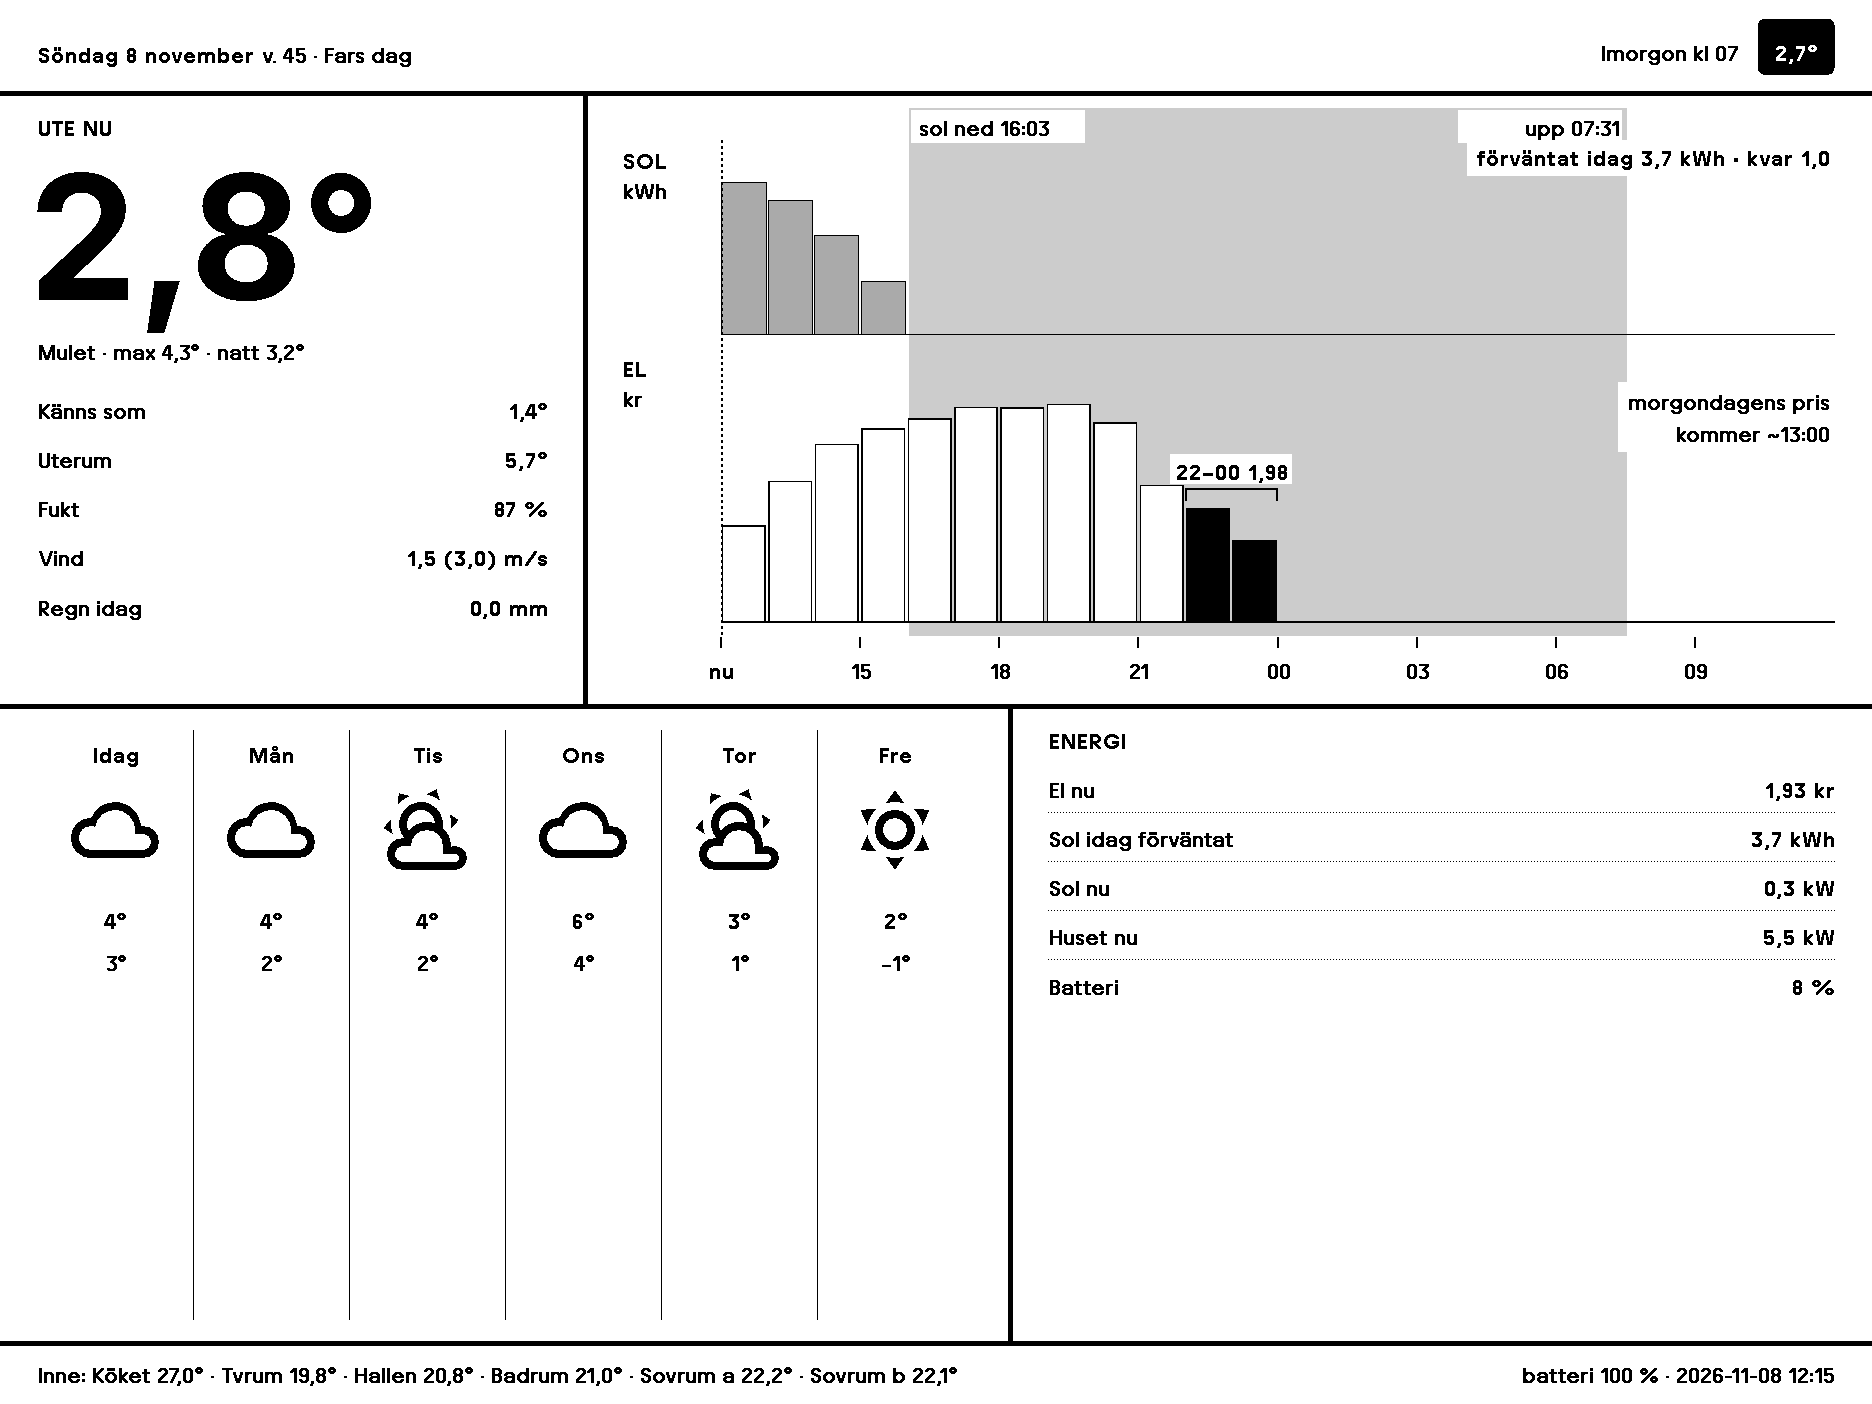 Söndag 8 november v. 45 · Fars dag
Imorgon kl 07 2,7°
UTE NU
2,8°
Mulet · max 4,3° · natt 3,2°
Känns som 1,4°
Uterum 5,7°
Fukt 87 %
Vind 1,5 (3,0) m/s
Regn idag 0,0 mm
sol ned 16:03
upp 07:31
SOL
kWh
förväntat idag 3,7 kWh · kvar 1,0
EL
kr
morgondagens pris
kommer ~13:00
22–00 1,98
nu 15 18 21 00 03 06 09
Idag Mån Tis Ons Tor Fre
4° 4° 4° 6° 3° 2°
3° 2° 2° 4° 1° −1°
ENERGI
El nu 1,93 kr
Sol idag förväntat 3,7 kWh
Sol nu 0,3 kW
Huset nu 5,5 kW
Batteri 8 %
Inne: Köket 27,0° · Tvrum 19,8° · Hallen 20,8° · Badrum 21,0° · Sovrum a 22,2° · Sovrum b 22,1°
batteri 100 % · 2026-11-08 12:15